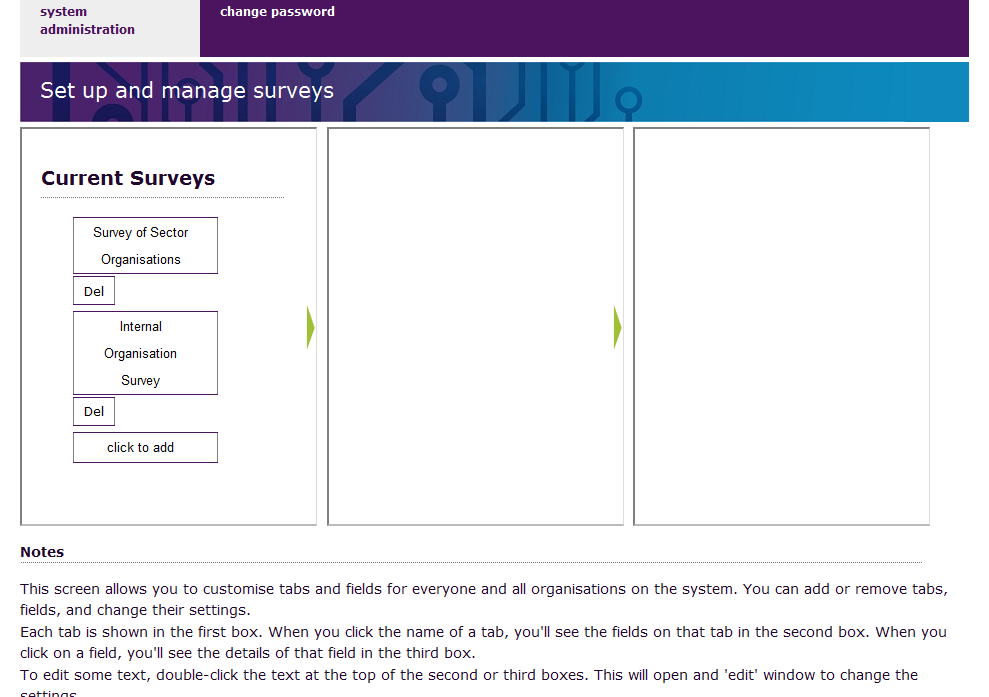 system
administration
change password
Set up and manage surveys
Current Surveys
Survey of Sector
Organisations
Del
Internal
Organisation
Survey
Del
click to add
Notes
This screen allows you to customise tabs and fields for everyone and all organisations on the system. You can add or remove tabs,
fields, and change their settings.
Each tab is shown in the first box. When you click the name of a tab, you'll see the fields on that tab in the second box. When you
click on a field, you'll see the details of that field in the third box.
To edit some text, double-click the text at the top of the second or third boxes. This will open and 'edit' window to change the
settings.